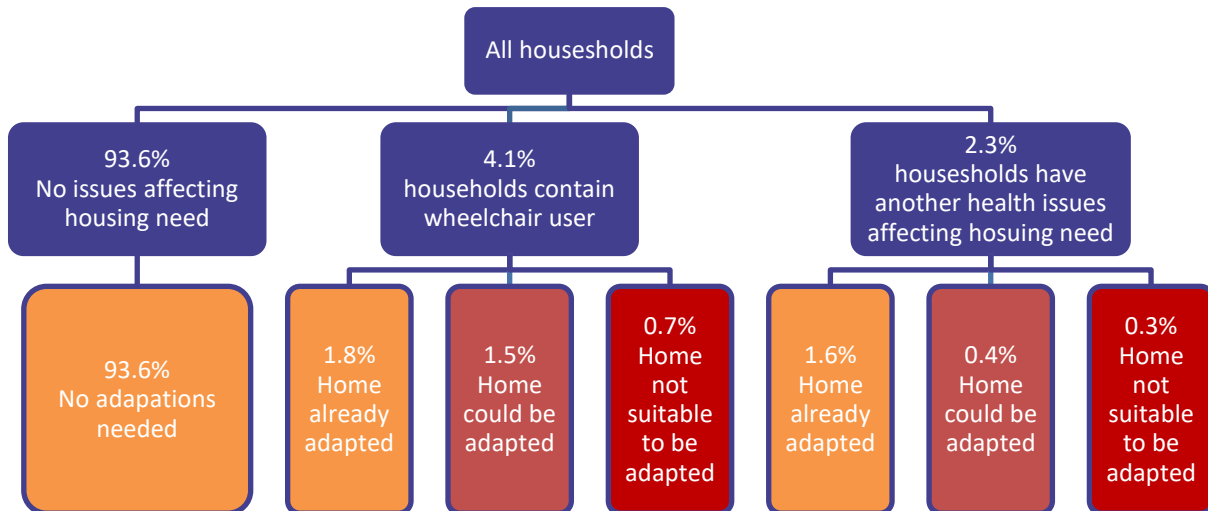 All housesholds
93.6%
No issues affecting
housing need
4.1%
households contain
wheelchair user
2.3%
housesholds have
another health issues
affecting hosuing need
93.6%
No adapations
needed
1.8%
Home
already
adapted
1.5%
Home
could be
adapted
0.7%
Home
not
suitable
to be
adapted
1.6%
Home
already
adapted
0.4%
Home
could be
adapted
0.3%
Home
not
suitable
to be
adapted